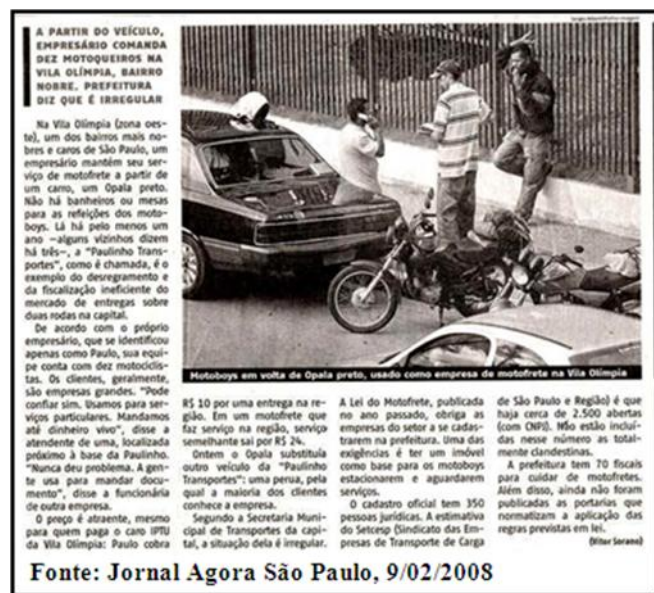 A PARTIR DO VEÍCULO,
EMPRESÁRIO COMANDA
DEZ MOTOQUEIROS NA
VILA OLÍMPIA, BAIRRO
NOBRE. PREFEITURA
DIZ QUE É IRREGULAR
Na Vila Olímpia (zona oes-
te), um dos bairros mais no-
bres e caros de São Paulo, um
empresário mantém seu ser-
viço de motofrete a partir de
um carro, um Opala preto.
Não há banheiros ou mesas
para as refeições dos moto-
boys. Lá há pelo menos um
ano —alguns vizinhos dizem
há três—, a "Paulinho Trans-
portes", como é chamada, é o
exemplo do desregramento e
da fiscalização ineficiente do
mercado de entregas sobre
duas rodas na capital.
De acordo com o próprio
empresário, que se identificou
apenas como Paulo, sua equi-
pe conta com dez motociclis-
tas. Os clientes, geralmente,
são empresas grandes. "Pode
confiar sim. Usamos para ser-
viços particulares. Mandamos
até dinheiro vivo", disse a
atendente de uma, localizada
próximo à base da Paulinho.
"Nunca deu problema. A gen-
te usa para mandar docu-
mento", disse a funcionária
de outra empresa.
O preço é atraente, mesmo
para quem paga o caro IPTU
da Vila Olímpia: Paulo cobra
Motoboys em volta de Opala preto, usado como empresa de motofrete na Vila Olímpia
R$ 10 por uma entrega na re-
gião. Em um motofrete que
faz serviço na região, serviço
semelhante sai por R$ 24.
Ontem o Opala substituía
outro veículo da "Paulinho
Transportes": uma perua, pela
qual a maioria dos clientes
conhece a empresa.
Segundo a Secretaria Muni-
cipal de Transportes da capi-
tal, a situação dela é irregular.
A Lei do Motofrete, publicada
no ano passado, obriga as
empresas do setor a se cadas-
trarem na prefeitura. Uma das
exigências é ter um imóvel
como base para os motoboys
estacionarem e aguardarem
serviços.
O cadastro oficial tem 350
pessoas jurídicas. A estimativa
do Setcesp (Sindicato das Em-
presas de Transporte de Carga
de São Paulo e Região) é que
haja cerca de 2.500 abertas
(com CNPJ). Não estão incluí-
das nesse número as total-
mente clandestinas.
A prefeitura tem 70 fiscais
para cuidar de motofretes.
Além disso, ainda não foram
publicadas as portarias que
normatizam a aplicação das
regras previstas em lei.
(Vitor Sorano)
Fonte: Jornal Agora São Paulo, 9/02/2008